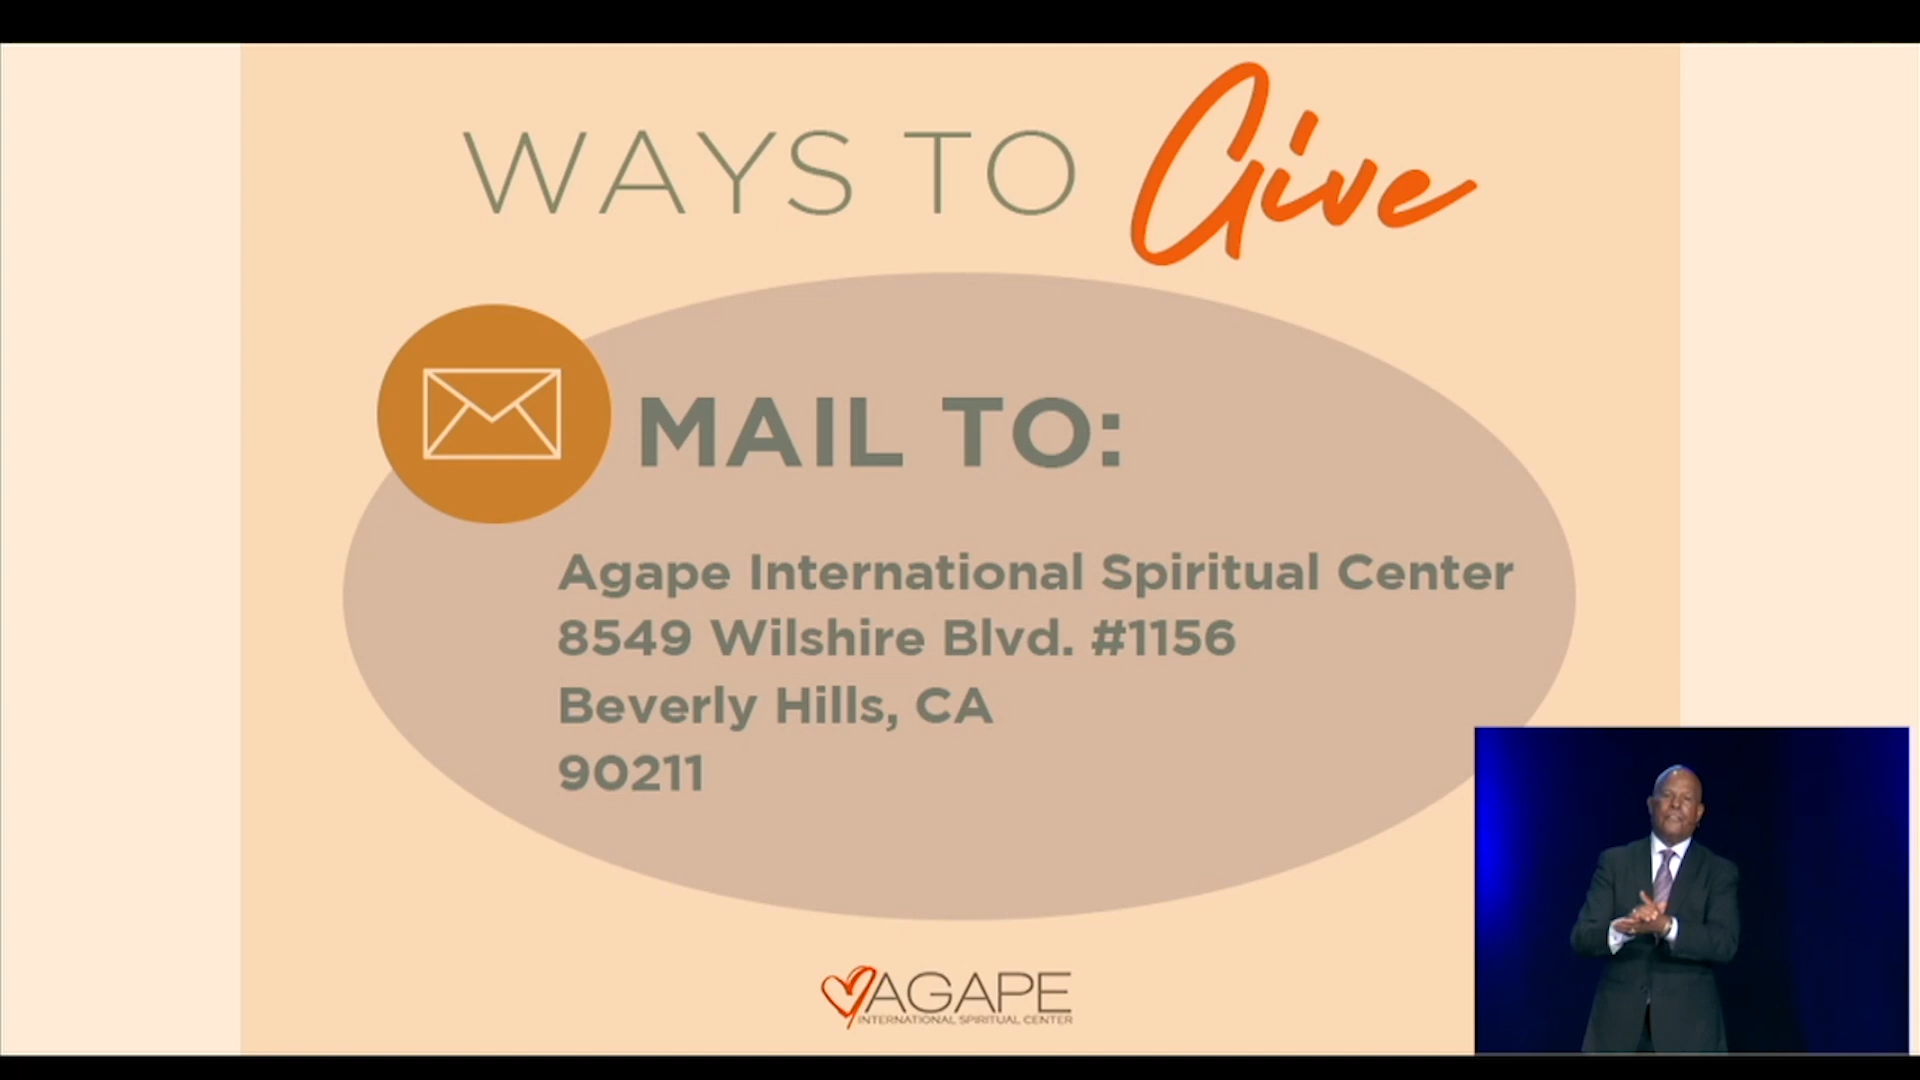 WAYS TO Give
MAIL TO:
Agape International Spiritual Center
8549 Wilshire Blvd. #1156
Beverly Hills, CA
90211
AGAPE
INTERNATIONAL SPIRITUAL CENTER